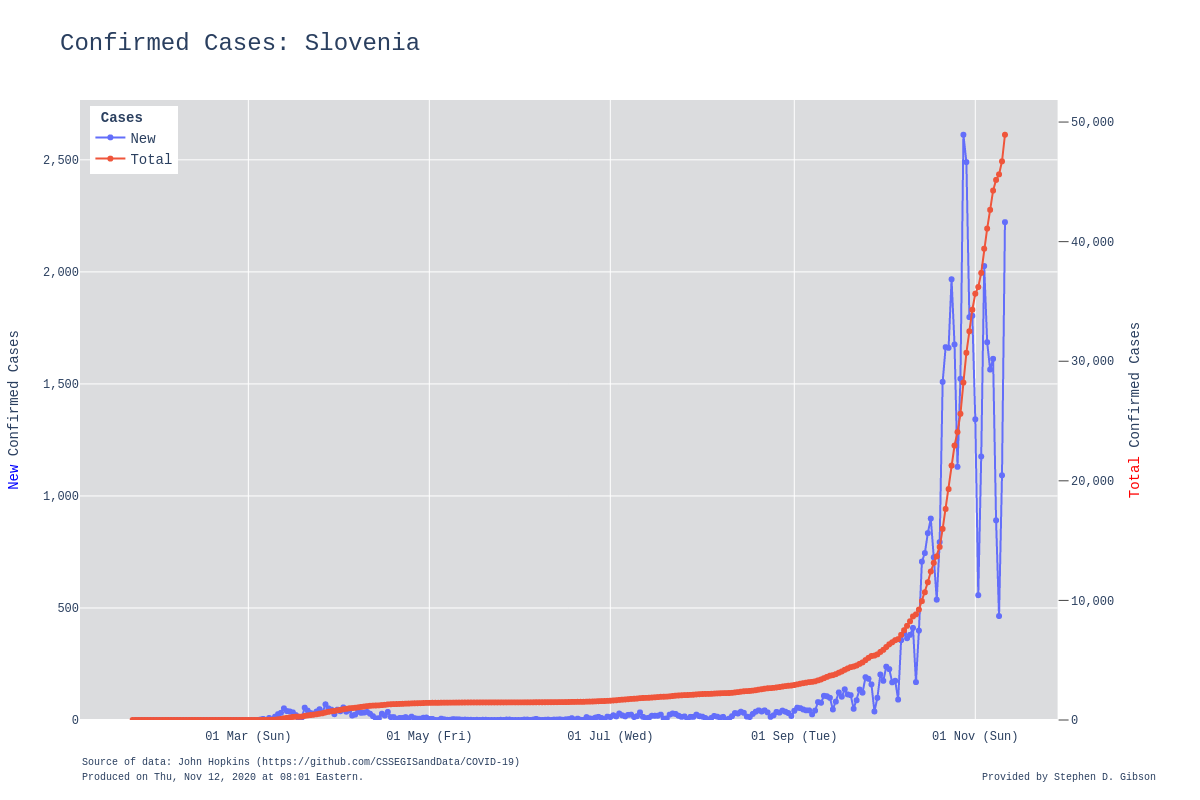 Confirmed Cases: Slovenia
Cases
New
Total
2,500
2,000
1,500
1,000
500
0
New Confirmed Cases
50,000
40,000
30,000
20,000
10,000
0
Total Confirmed Cases
01 Mar (Sun) 01 May (Fri) 01 Jul (Wed) 01 Sep (Tue) 01 Nov (Sun)
Source of data: John Hopkins (https://github.com/CSSEGISandData/COVID-19)
Produced on Thu, Nov 12, 2020 at 08:01 Eastern.
Provided by Stephen D. Gibson